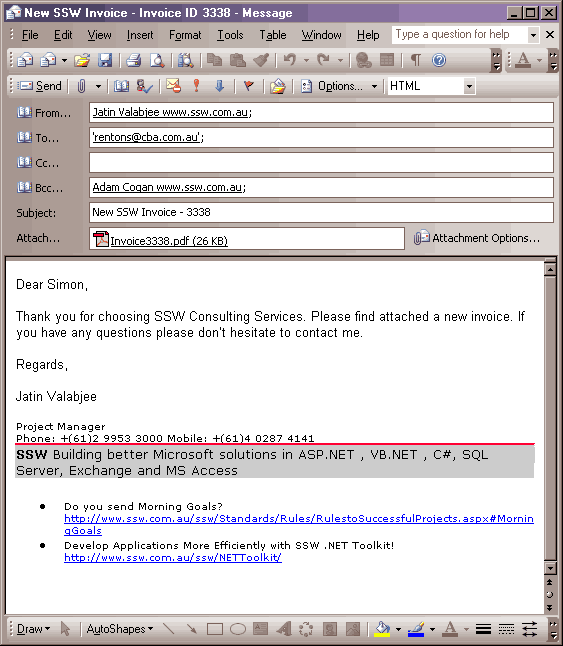 New SSW Invoice - Invoice ID 3338 - Message
File Edit View Insert Format Tools Table Window Help Type a question for help
A
Send Options... HTML
From... Jatin Valabjee www.ssw.com.au;
To... 'rentons@cba.com.au';
Cc...
Bcc... Adam Cogan www.ssw.com.au;
Subject: New SSW Invoice - 3338
Attach... Invoice3338.pdf (26 KB) Attachment Options...
Dear Simon,
Thank you for choosing SSW Consulting Services. Please find attached a new invoice. If
you have any questions please don't hesitate to contact me.
Regards,
Jatin Valabjee
Project Manager
Phone: +(61)2 9953 3000 Mobile: +(61)4 0287 4141
SSW Building better Microsoft solutions in ASP.NET , VB.NET , C#, SQL
Server, Exchange and MS Access
• Do you send Morning Goals?
http://www.ssw.com.au/ssw/Standards/Rules/RulestoSuccessfulProjects.aspx#Mornin
gGoals
• Develop Applications More Efficiently with SSW .NET Toolkit!
http://www.ssw.com.au/ssw/NETToolkit/
Draw AutoShapes A A